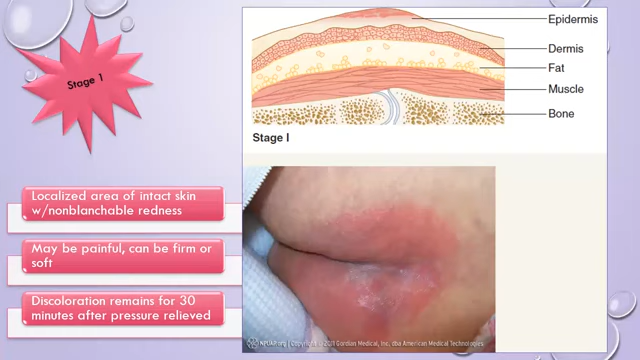 Stage 1
Localized area of intact skin
w/nonblanchable redness
May be painful, can be firm or
soft
Discoloration remains for 30
minutes after pressure relieved
Epidermis
Dermis
Fat
Muscle
Bone
Stage I
NPUAP.org | Copyright © 2011 Gordian Medical, Inc. dba American Medical Technologies